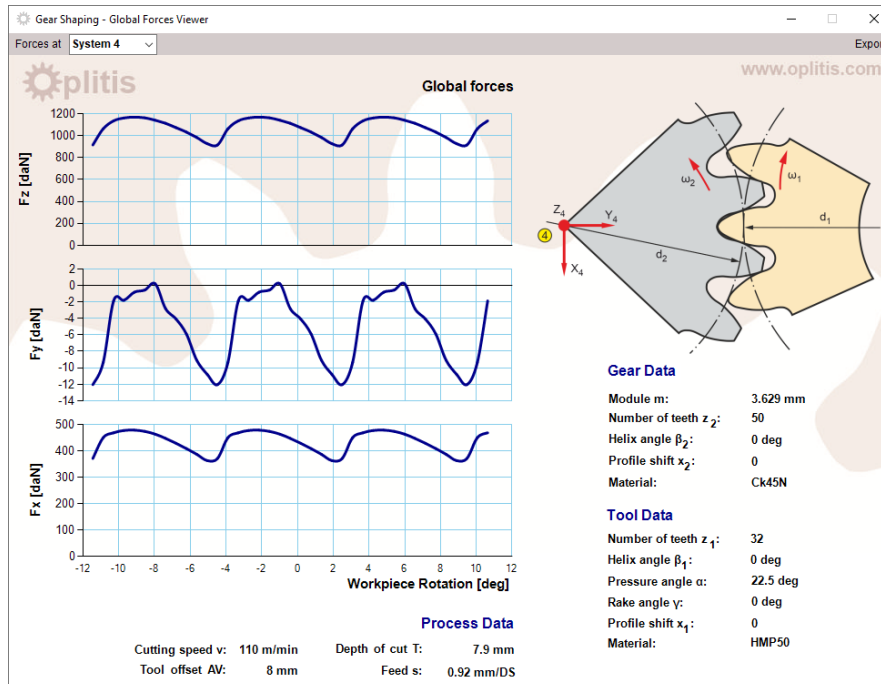 Gear Shaping - Global Forces Viewer
Forces at System 4
Expor
Oplitis
www.oplitis.com
Global forces
Fz [daN]
1200
1000
800
600
400
200
0
Fy [daN]
2
0
-2
-4
-6
-8
-10
-12
-14
Fx [daN]
500
400
300
200
100
0
-12 -10 -8 -6 -4 -2 0 2 4 6 8 10 12
Workpiece Rotation [deg]
ω2 ω1
Z4
Y4
4
X4
d2
d1
Gear Data
Module m: 3.629 mm
Number of teeth z2: 50
Helix angle β2: 0 deg
Profile shift x2: 0
Material: Ck45N
Tool Data
Number of teeth z1: 32
Helix angle β1: 0 deg
Pressure angle α: 22.5 deg
Rake angle γ: 0 deg
Profile shift x1: 0
Material: HMP50
Process Data
Cutting speed v: 110 m/min Depth of cut T: 7.9 mm
Tool offset AV: 8 mm Feed s: 0.92 mm/DS